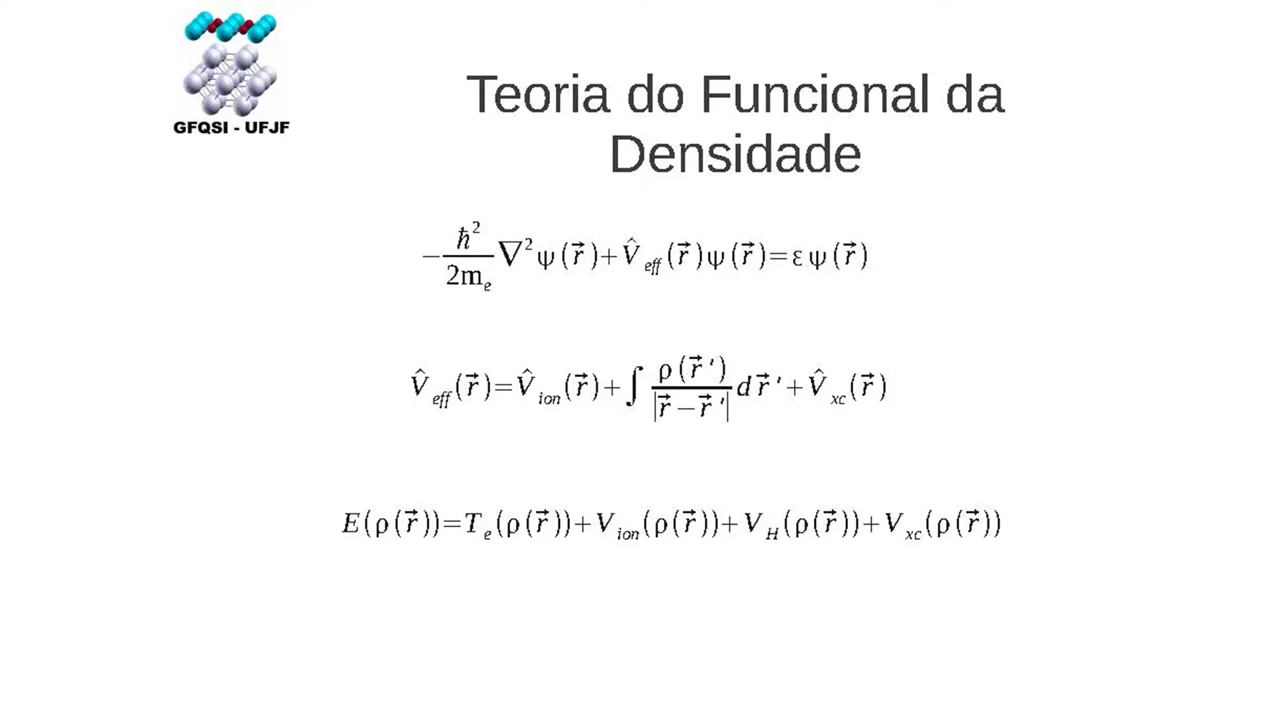 GFQSI - UFJF
Teoria do Funcional da
Densidade
−ħ²/2mₑ ∇²ψ(r⃗)+V̂_eff(r⃗)ψ(r⃗)=εψ(r⃗)
V̂_eff(r⃗)=V̂_ion(r⃗)+∫ρ(r⃗ ')/|r⃗−r⃗ '| d r⃗ '+V̂_xc(r⃗)
E(ρ(r⃗))=T_e(ρ(r⃗))+V_ion(ρ(r⃗))+V_H(ρ(r⃗))+V_xc(ρ(r⃗))